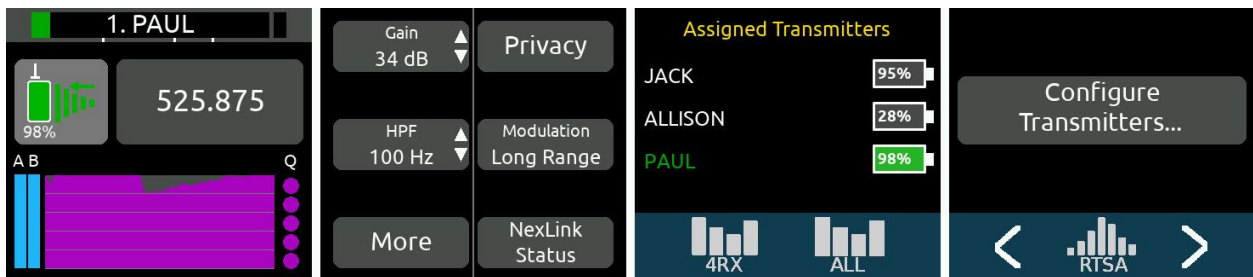 1. PAUL
98%
525.875
A B
Q
Gain
34 dB
Privacy
HPF
100 Hz
Modulation
Long Range
More
NexLink
Status
Assigned Transmitters
JACK
95%
ALLISON
28%
PAUL
98%
4RX
ALL
Configure
Transmitters...
RTSA